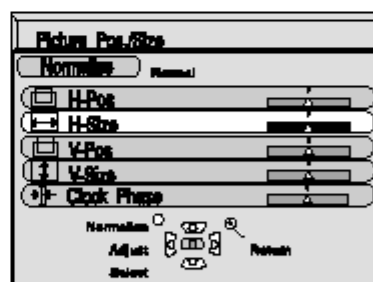 Picture Pos./Size
Normalise Normal
H-Pos
H-Size
V-Pos
V-Size
Clock Phase
Normalise
Adjust Return
Select